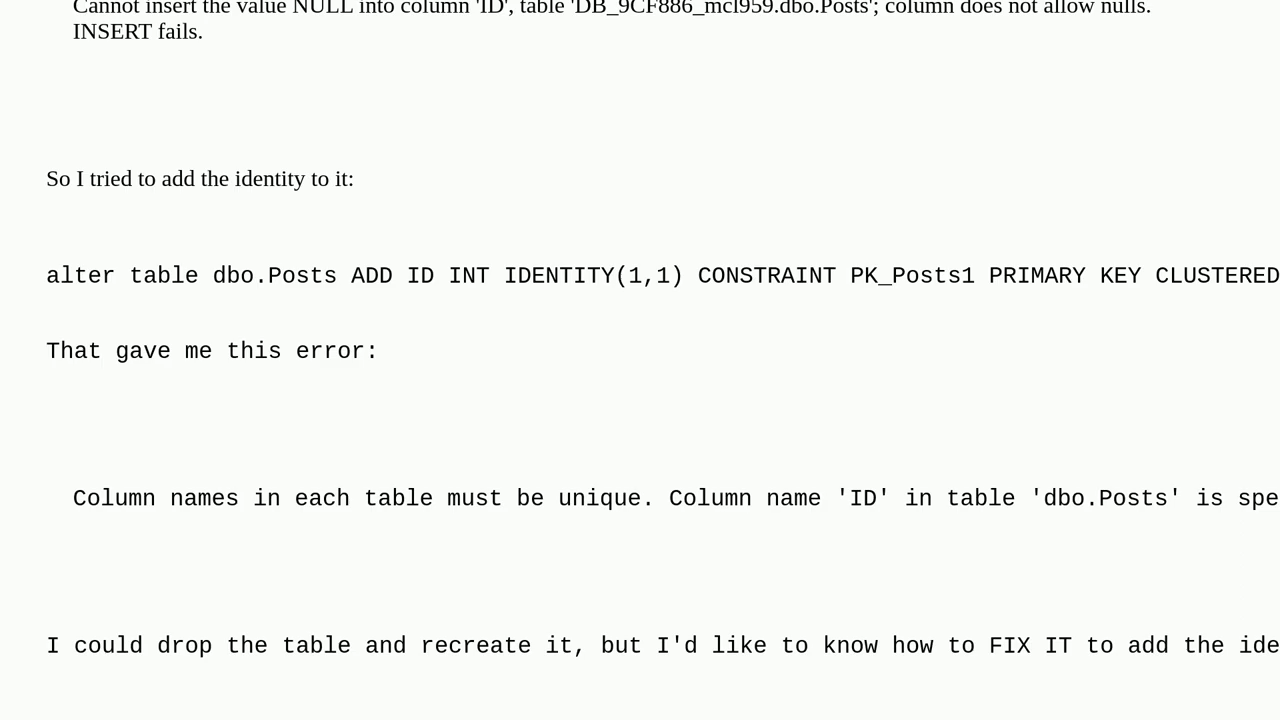 Cannot insert the value NULL into column 'ID', table 'DB_9CF886_mcl959.dbo.Posts'; column does not allow nulls.
INSERT fails.
So I tried to add the identity to it:
alter table dbo.Posts ADD ID INT IDENTITY(1,1) CONSTRAINT PK_Posts1 PRIMARY KEY CLUSTERED
That gave me this error:
Column names in each table must be unique. Column name 'ID' in table 'dbo.Posts' is spe
I could drop the table and recreate it, but I'd like to know how to FIX IT to add the ide